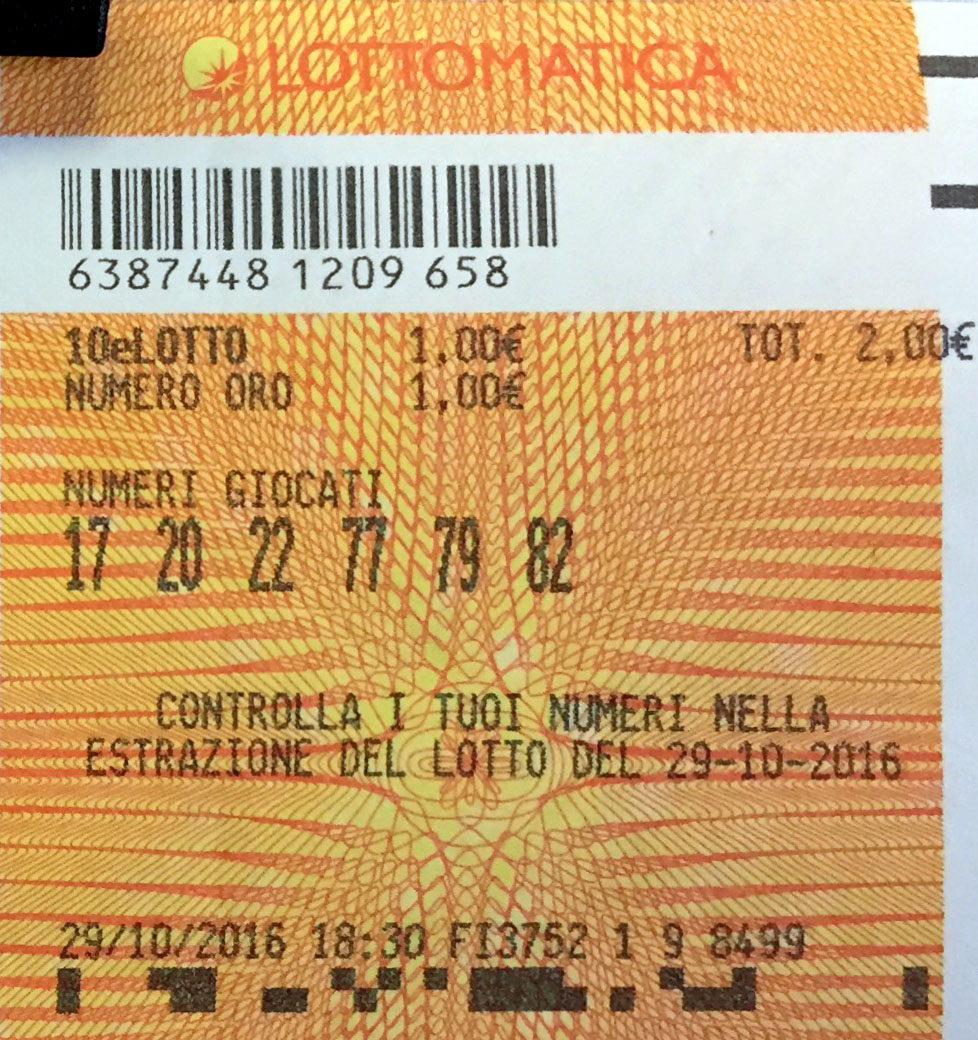 LOTTOMATICA
6387448 1209 658
10eLOTTO 1,00€ TOT. 2,00€
NUMERO ORO 1,00€
NUMERI GIOCATI
17 20 22 77 79 82
CONTROLLA I TUOI NUMERI NELLA
ESTRAZIONE DEL LOTTO DEL 29-10-2016
29/10/2016 18:30 FI3752 1 9 8499